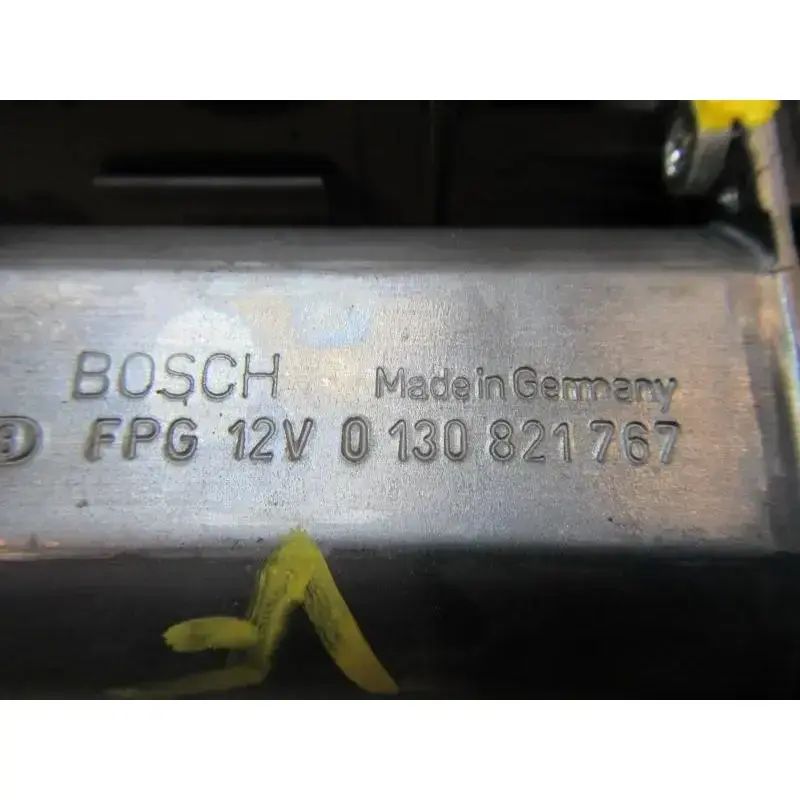 BOSCH Made in Germany
FPG 12V 0 130 821 767